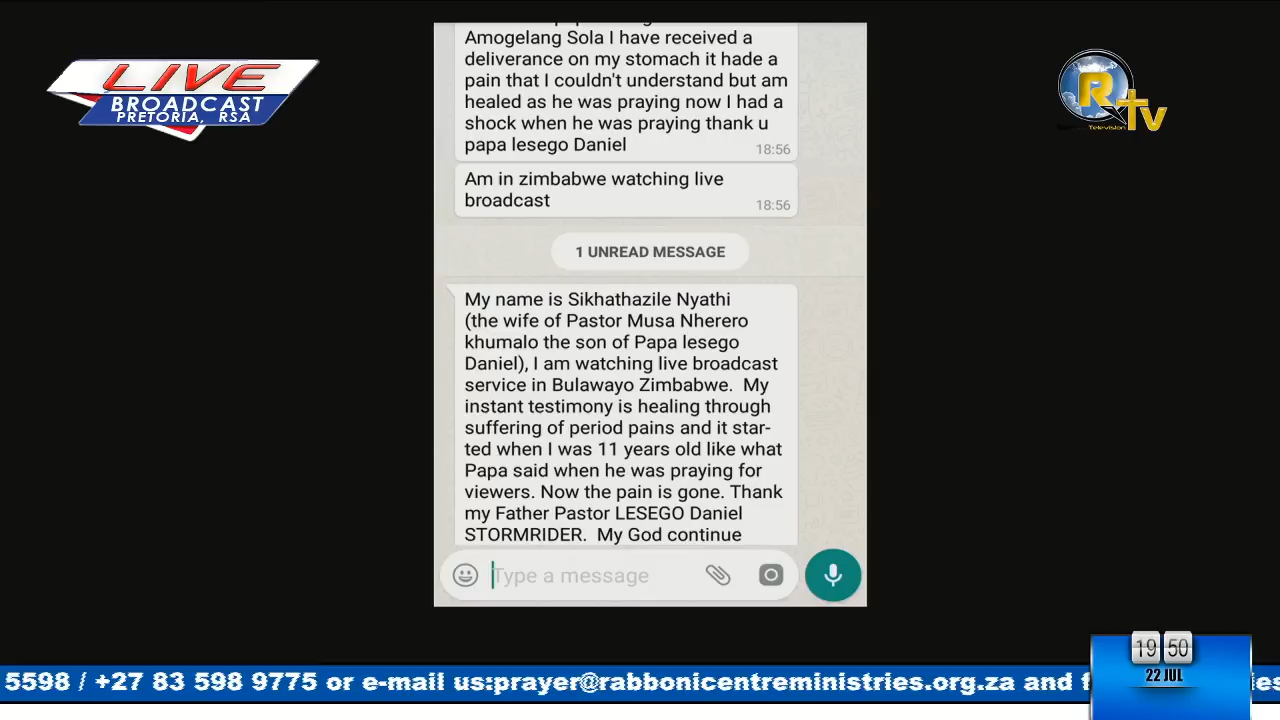 LIVE
BROADCAST
PRETORIA, RSA
R tv
Television
Amogelang Sola I have received a
deliverance on my stomach it hade a
pain that I couldn't understand but am
healed as he was praying now I had a
shock when he was praying thank u
papa lesego Daniel
18:56
Am in zimbabwe watching live
broadcast
18:56
1 UNREAD MESSAGE
My name is Sikhathazile Nyathi
(the wife of Pastor Musa Nherero
khumalo the son of Papa lesego
Daniel), I am watching live broadcast
service in Bulawayo Zimbabwe.  My
instant testimony is healing through
suffering of period pains and it star-
ted when I was 11 years old like what
Papa said when he was praying for
viewers. Now the pain is gone. Thank
my Father Pastor LESEGO Daniel
STORMRIDER.  My God continue
Type a message
5598 / +27 83 598 9775 or e-mail us:prayer@rabbonicentreministries.org.za and
19 50
22 JUL